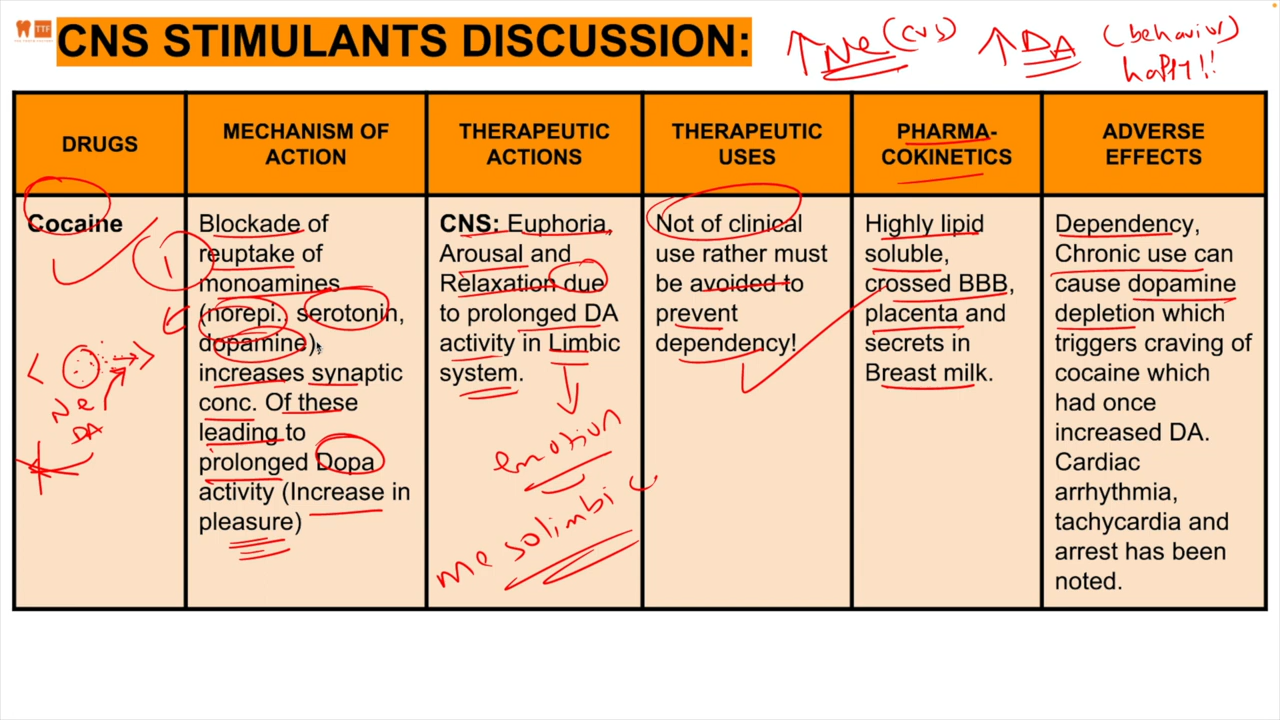 TTF
CNS STIMULANTS DISCUSSION:
↑ Ne (CVS) ↑ DA (behavior)
happy!!
DRUGS
MECHANISM OF
ACTION
THERAPEUTIC
ACTIONS
THERAPEUTIC
USES
PHARMA-
COKINETICS
ADVERSE
EFFECTS
Cocaine
1
< >
Ne
DA
Blockade of
reuptake of
monoamines
(norepi., serotonin,
dopamine),
increases synaptic
conc. Of these
leading to
prolonged Dopa
activity (Increase in
pleasure)
CNS: Euphoria,
Arousal and
Relaxation due
to prolonged DA
activity in Limbic
system.
emotion
mesolimbic
Not of clinical
use rather must
be avoided to
prevent
dependency!
Highly lipid
soluble,
crossed BBB,
placenta and
secrets in
Breast milk.
Dependency,
Chronic use can
cause dopamine
depletion which
triggers craving of
cocaine which
had once
increased DA.
Cardiac
arrhythmia,
tachycardia and
arrest has been
noted.